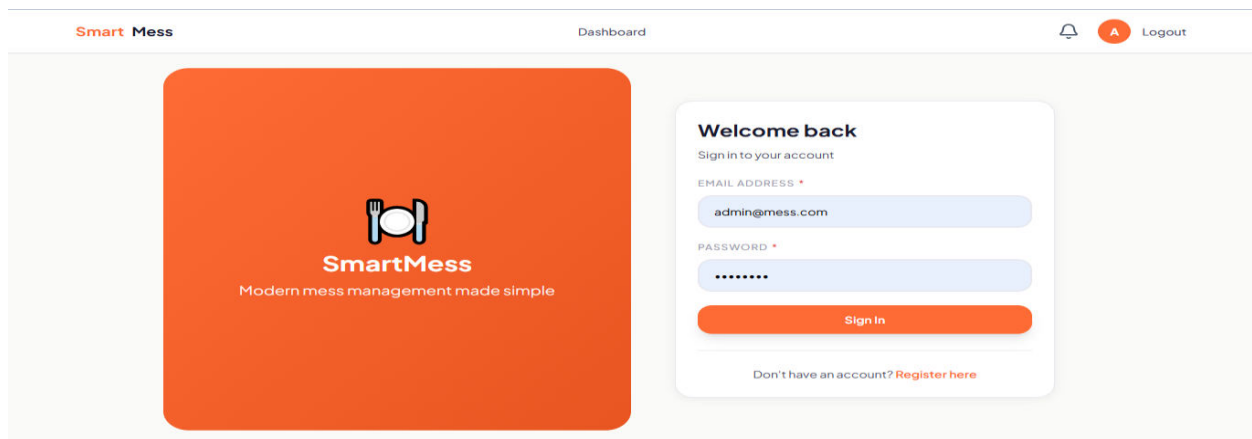 Smart Mess
Dashboard
A
Logout
SmartMess
Modern mess management made simple
Welcome back
Sign in to your account
EMAIL ADDRESS *
admin@mess.com
PASSWORD *
••••••••
Sign In
Don't have an account? Register here